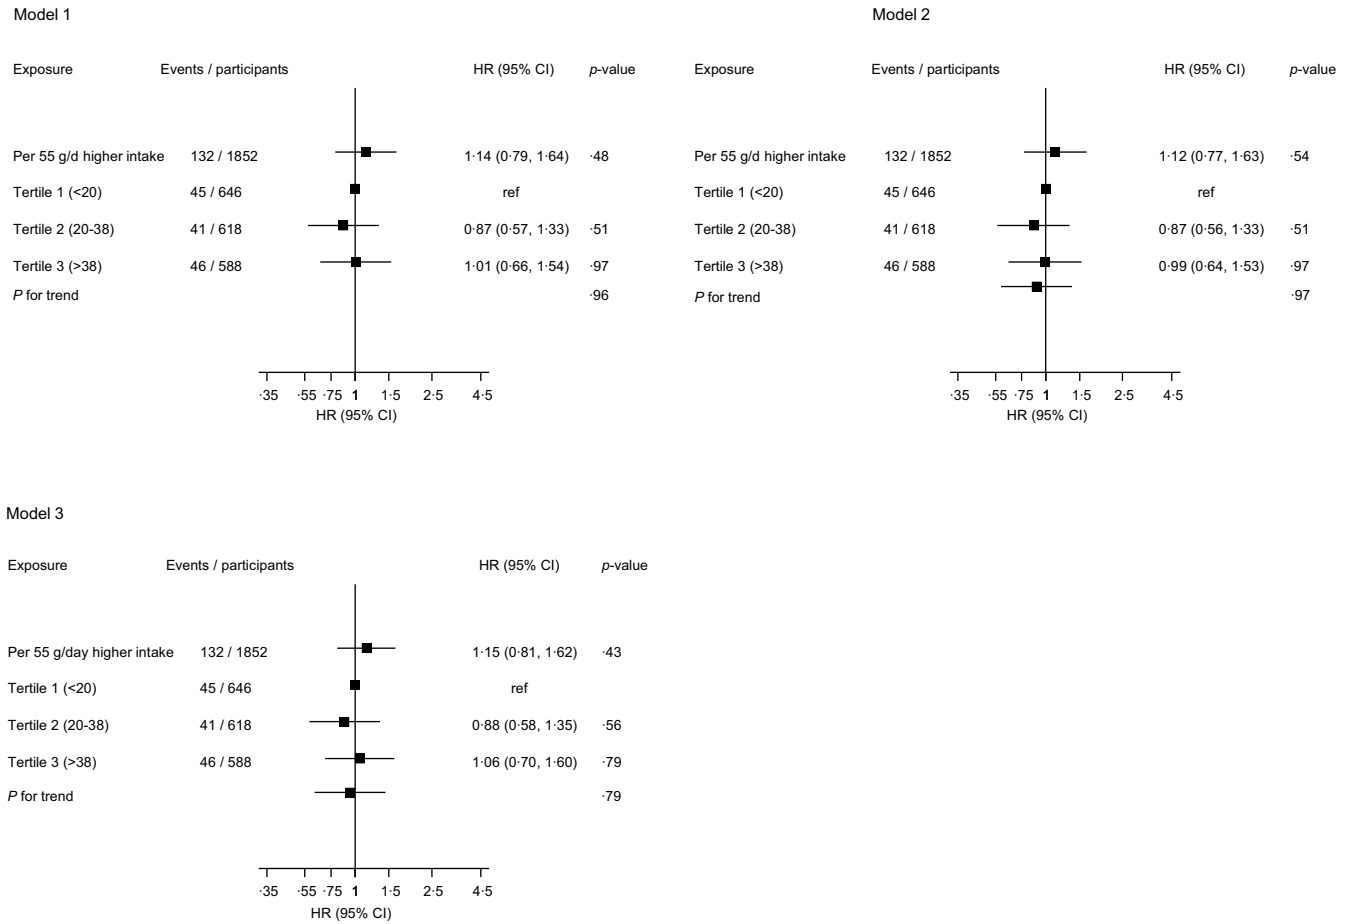 Model 1
Exposure Events / participants HR (95% CI) p-value
Per 55 g/d higher intake 132 / 1852 1·14 (0·79, 1·64) ·48
Tertile 1 (<20) 45 / 646 ref
Tertile 2 (20-38) 41 / 618 0·87 (0·57, 1·33) ·51
Tertile 3 (>38) 46 / 588 1·01 (0·66, 1·54) ·97
P for trend ·96
·35 ·55 ·75 1 1·5 2·5 4·5
HR (95% CI)
Model 2
Exposure Events / participants HR (95% CI) p-value
Per 55 g/d higher intake 132 / 1852 1·12 (0·77, 1·63) ·54
Tertile 1 (<20) 45 / 646 ref
Tertile 2 (20-38) 41 / 618 0·87 (0·56, 1·33) ·51
Tertile 3 (>38) 46 / 588 0·99 (0·64, 1·53) ·97
P for trend ·97
·35 ·55 ·75 1 1·5 2·5 4·5
HR (95% CI)
Model 3
Exposure Events / participants HR (95% CI) p-value
Per 55 g/day higher intake 132 / 1852 1·15 (0·81, 1·62) ·43
Tertile 1 (<20) 45 / 646 ref
Tertile 2 (20-38) 41 / 618 0·88 (0·58, 1·35) ·56
Tertile 3 (>38) 46 / 588 1·06 (0·70, 1·60) ·79
P for trend ·79
·35 ·55 ·75 1 1·5 2·5 4·5
HR (95% CI)